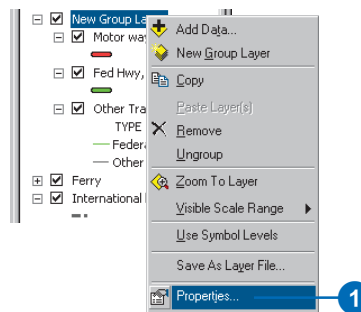 New Group La
Motor way
Fed Hwy,
Other Tra
TYPE
Federa
Other
Ferry
International
Add Data...
New Group Layer
Copy
Paste Layer(s)
Remove
Ungroup
Zoom To Layer
Visible Scale Range
Use Symbol Levels
Save As Layer File...
Properties...
1